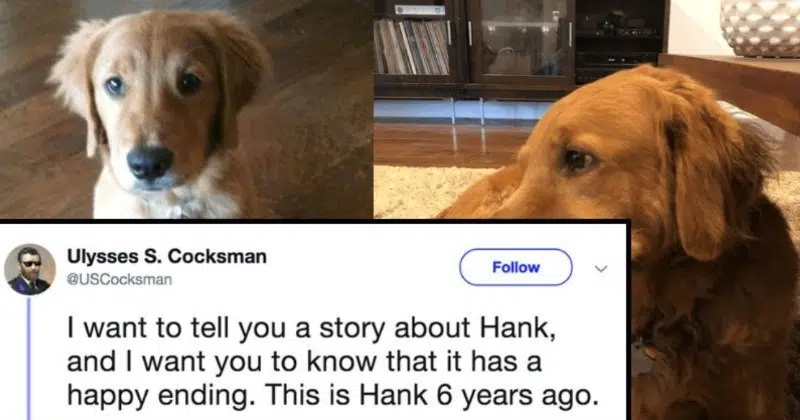 Ulysses S. Cocksman
@USCocksman
Follow
I want to tell you a story about Hank,
and I want you to know that it has a
happy ending. This is Hank 6 years ago.